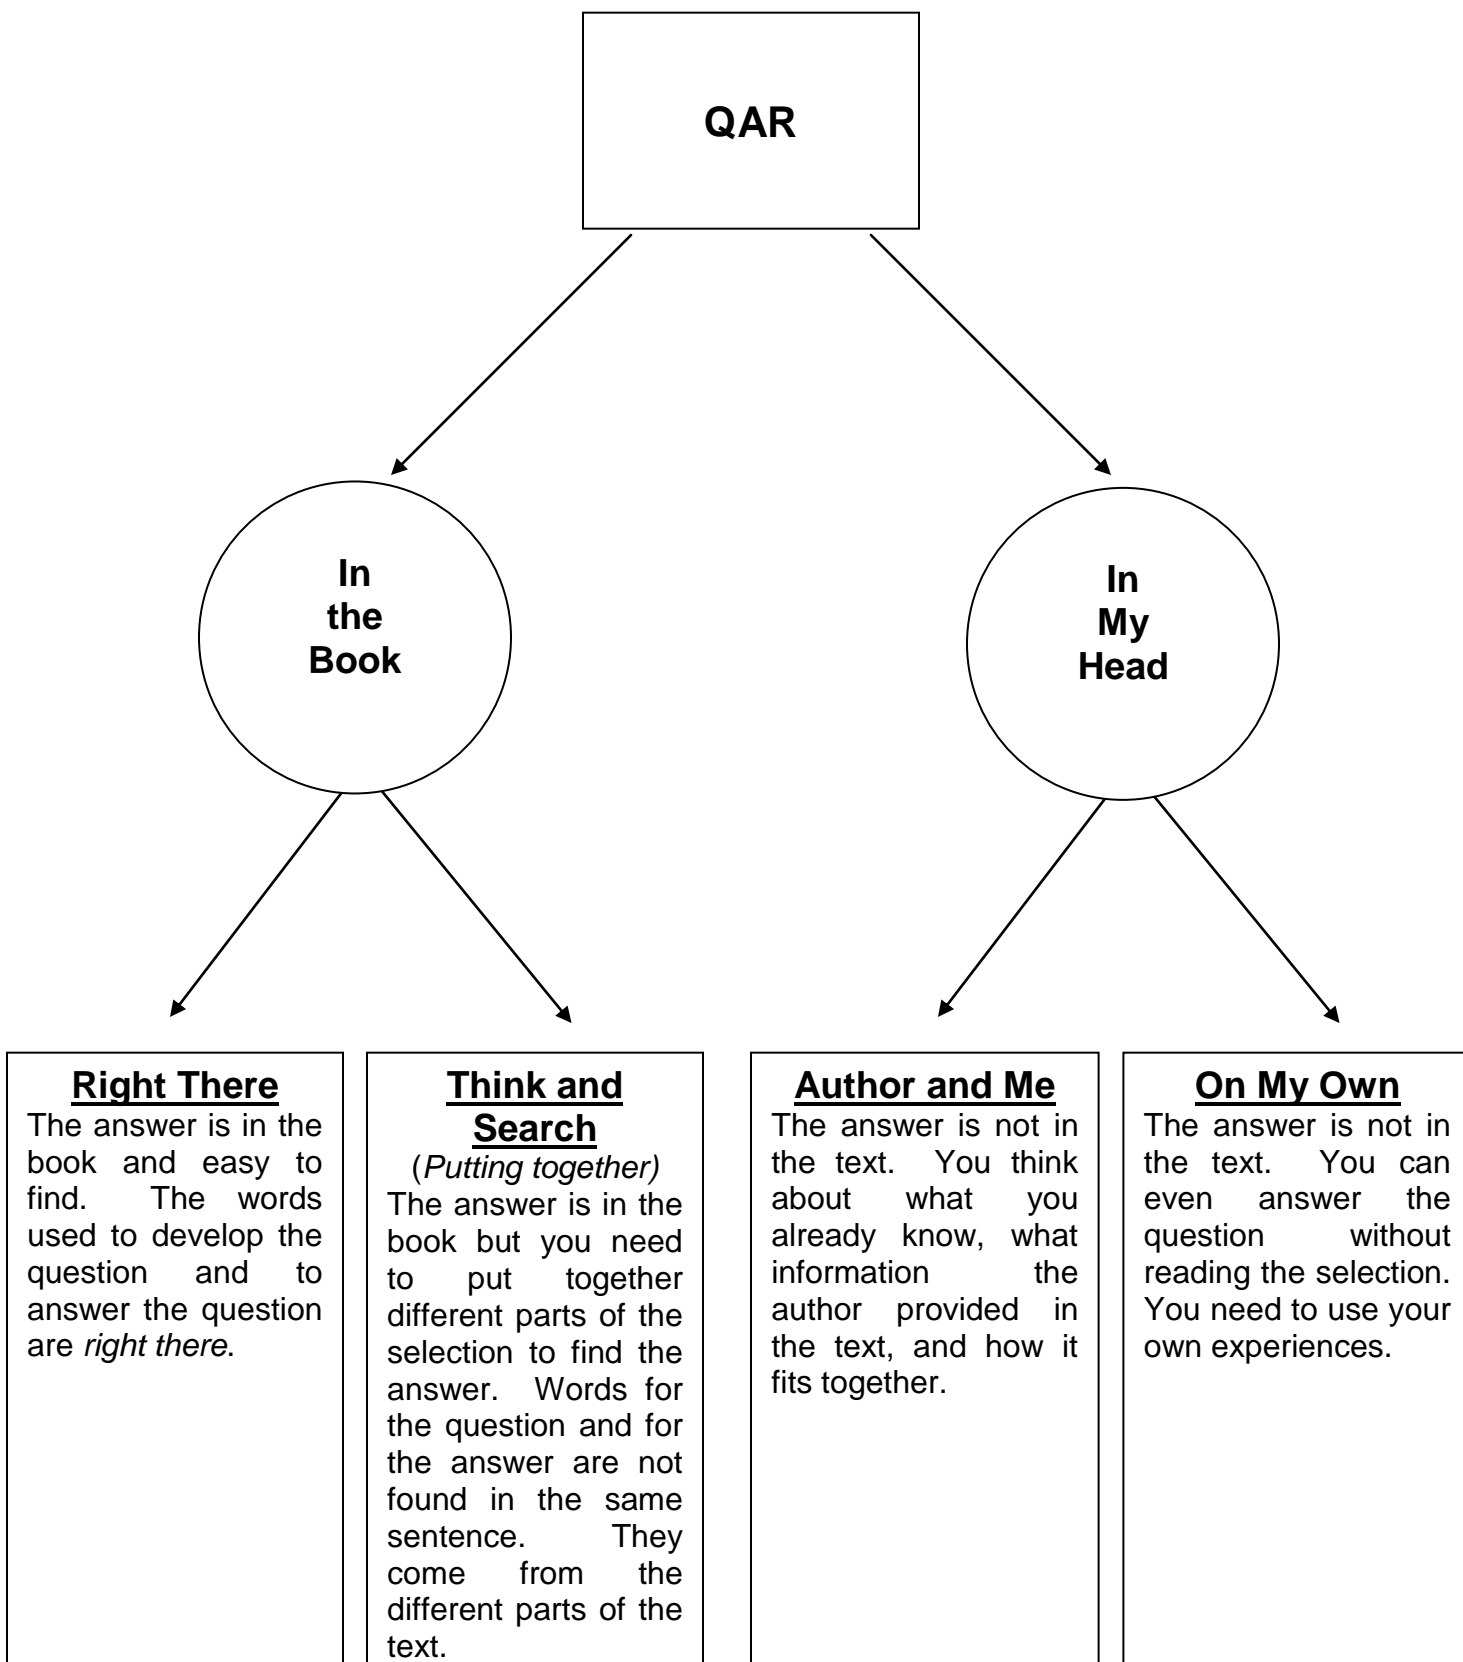 QAR
In
the
Book
In
My
Head
Right There
The answer is in the
book and easy to
find. The words
used to develop the
question and to
answer the question
are right there.
Think and
Search
(Putting together)
The answer is in the
book but you need
to put together
different parts of the
selection to find the
answer. Words for
the question and for
the answer are not
found in the same
sentence. They
come from the
different parts of the
text.
Author and Me
The answer is not in
the text. You think
about what you
already know, what
information the
author provided in
the text, and how it
fits together.
On My Own
The answer is not in
the text. You can
even answer the
question without
reading the selection.
You need to use your
own experiences.